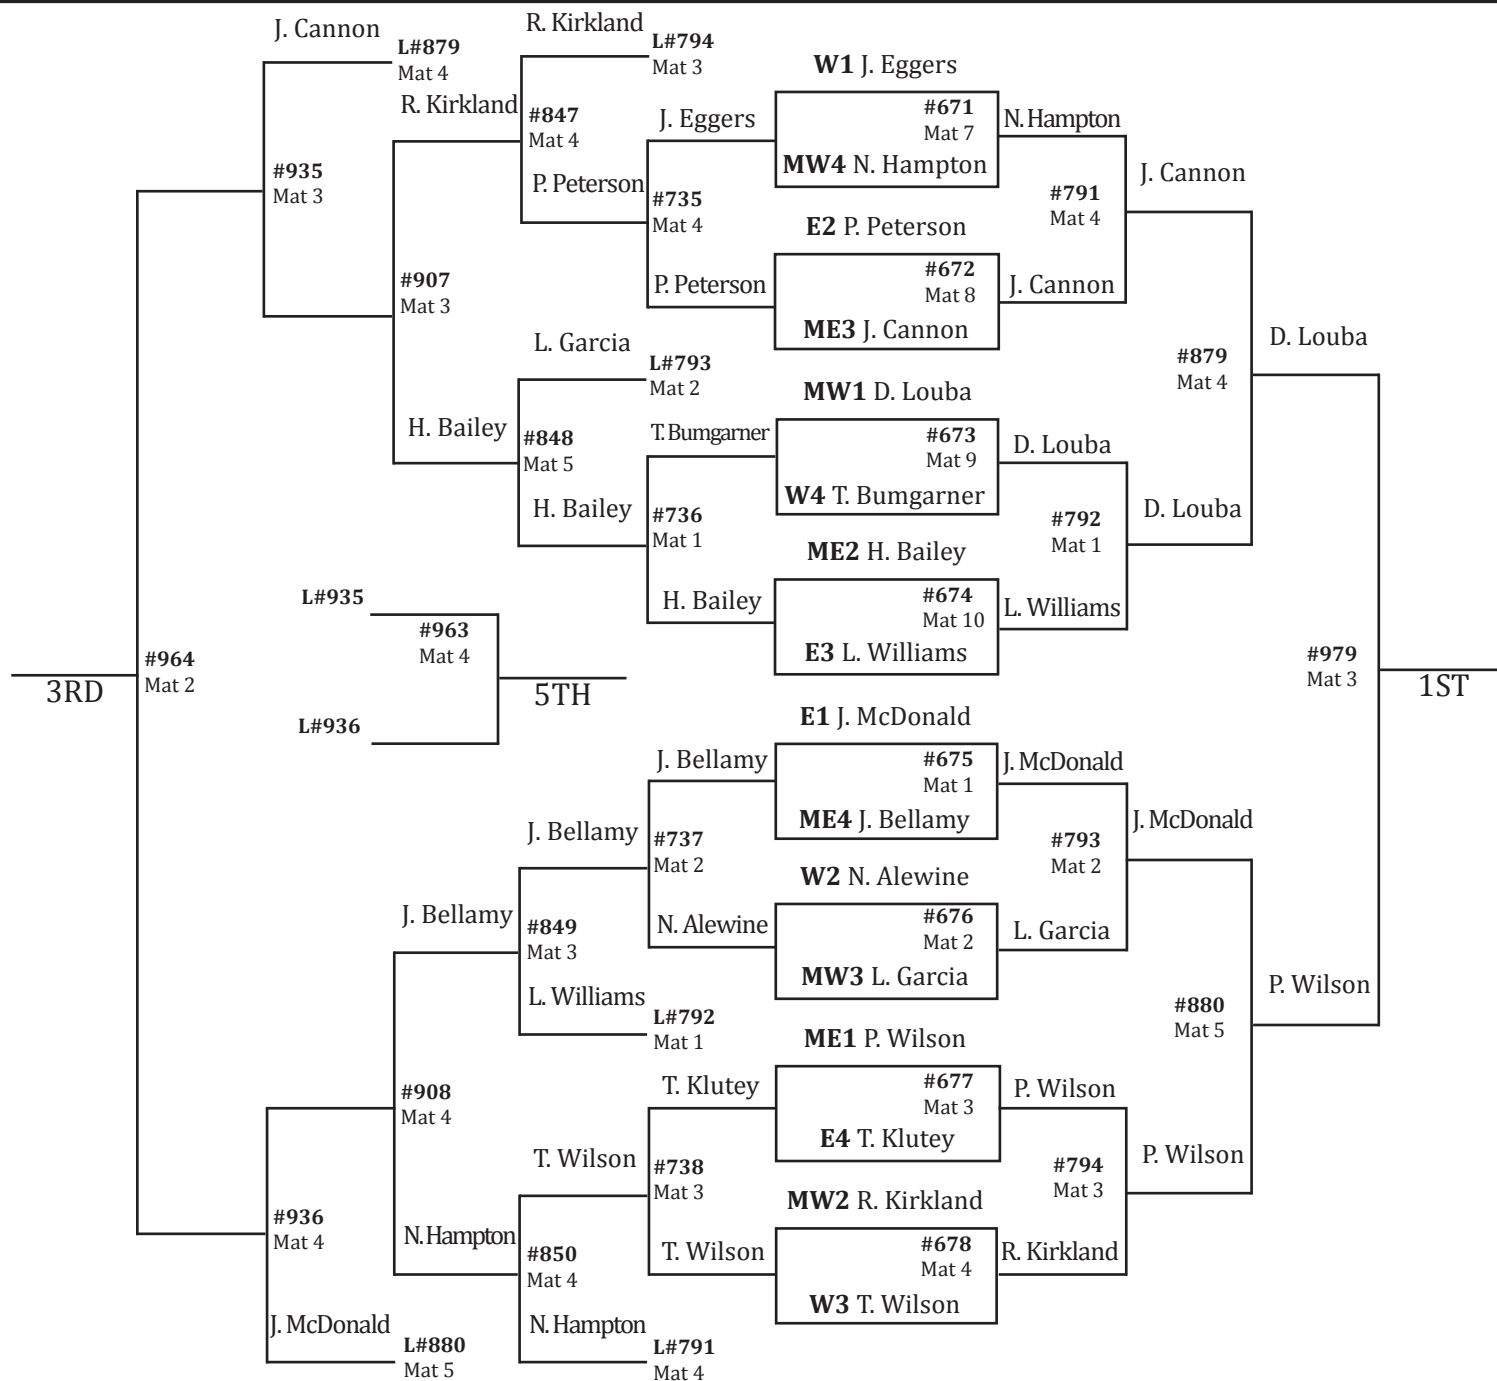 J. Cannon
L#879
Mat 4
R. Kirkland
L#794
Mat 3
W1 J. Eggers
R. Kirkland
#847
Mat 4
J. Eggers
#671
Mat 7
N. Hampton
MW4 N. Hampton
#935
Mat 3
P. Peterson
#735
Mat 4
#791
Mat 4
J. Cannon
E2 P. Peterson
#907
Mat 3
P. Peterson
#672
Mat 8
J. Cannon
ME3 J. Cannon
L. Garcia
L#793
Mat 2
#879
Mat 4
D. Louba
MW1 D. Louba
H. Bailey
#848
Mat 5
T. Bumgarner
#673
Mat 9
D. Louba
W4 T. Bumgarner
H. Bailey
#736
Mat 1
#792
Mat 1
D. Louba
ME2 H. Bailey
H. Bailey
#674
Mat 10
L. Williams
E3 L. Williams
L#935
#963
Mat 4
#964
Mat 2
3RD
5TH
L#936
#979
Mat 3
1ST
E1 J. McDonald
J. Bellamy
#675
Mat 1
J. McDonald
ME4 J. Bellamy
J. Bellamy
#737
Mat 2
#793
Mat 2
J. McDonald
W2 N. Alewine
J. Bellamy
#849
Mat 3
N. Alewine
#676
Mat 2
L. Garcia
MW3 L. Garcia
L. Williams
L#792
Mat 1
#880
Mat 5
P. Wilson
ME1 P. Wilson
#908
Mat 4
T. Klutey
#677
Mat 3
P. Wilson
E4 T. Klutey
T. Wilson
#738
Mat 3
#794
Mat 3
P. Wilson
MW2 R. Kirkland
#936
Mat 4
N. Hampton
#850
Mat 4
T. Wilson
#678
Mat 4
R. Kirkland
W3 T. Wilson
J. McDonald
L#880
Mat 5
N. Hampton
L#791
Mat 4